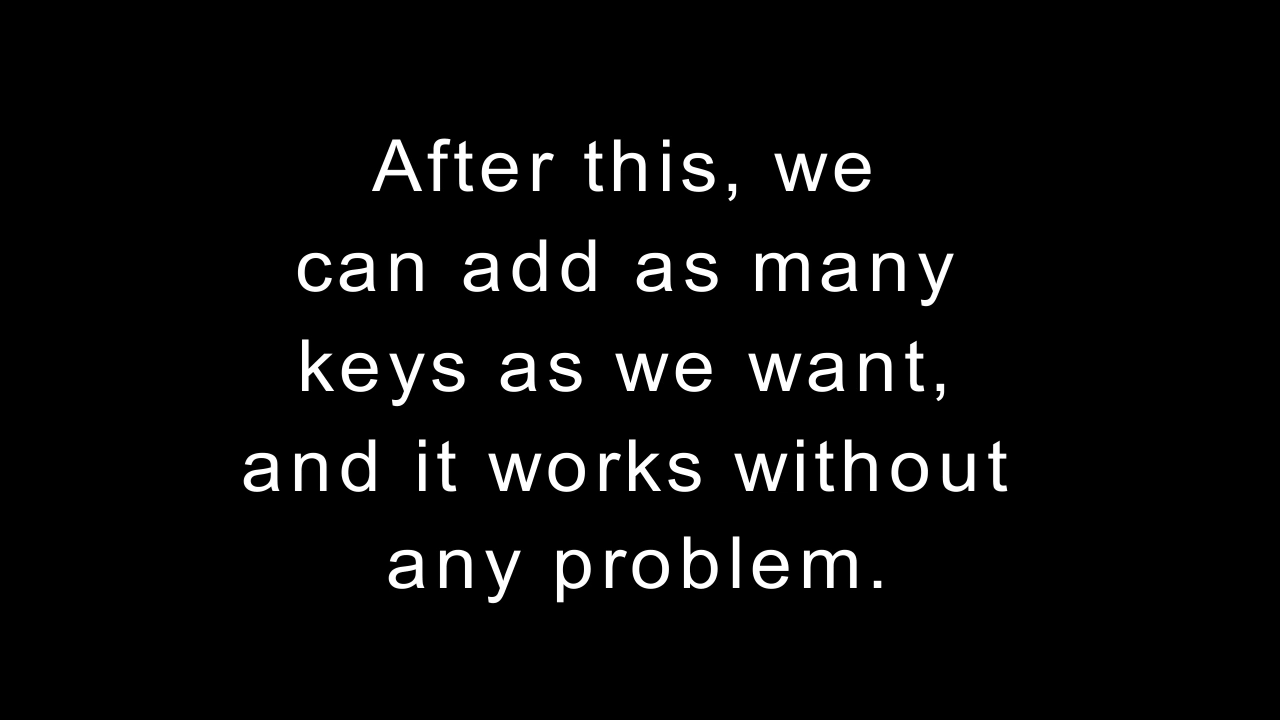 After this, we
can add as many
keys as we want,
and it works without
any problem.